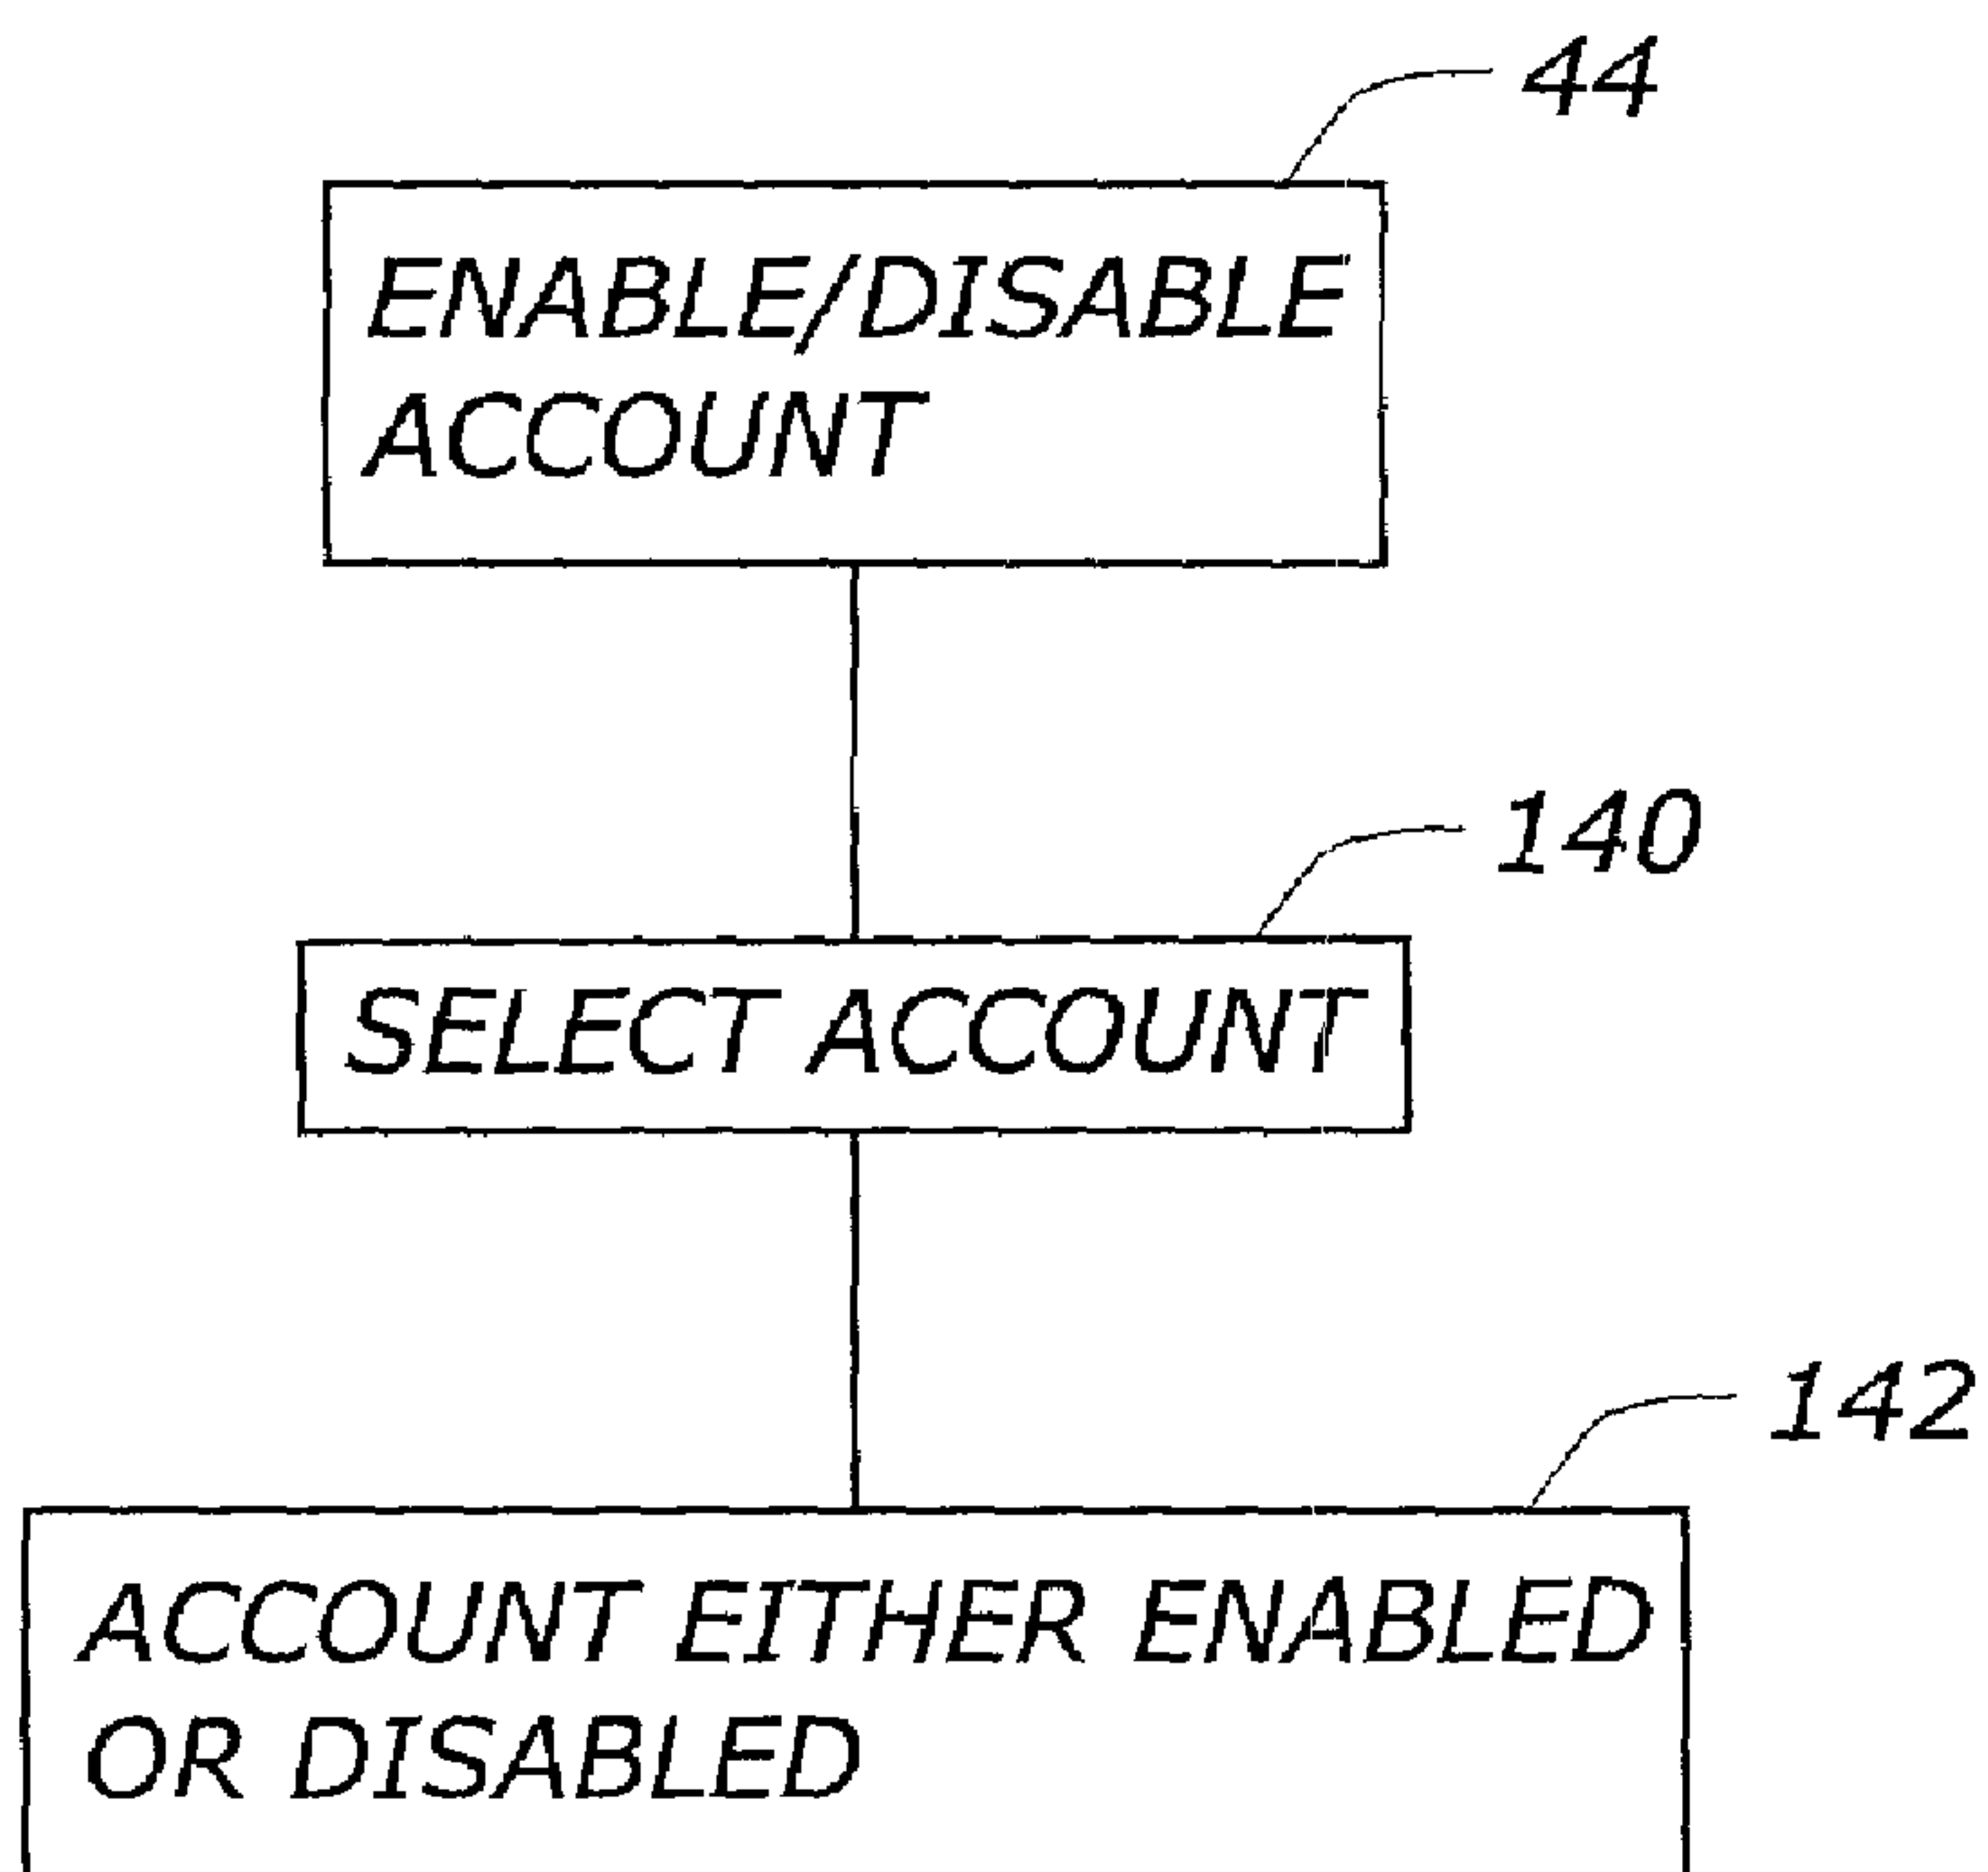 44
ENABLE/DISABLE
ACCOUNT
140
SELECT ACCOUNT
142
ACCOUNT EITHER ENABLED
OR DISABLED